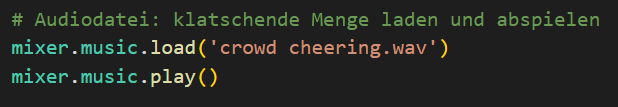 # Audiodatei: klatschende Menge laden und abspielen
mixer.music.load('crowd cheering.wav')
mixer.music.play()